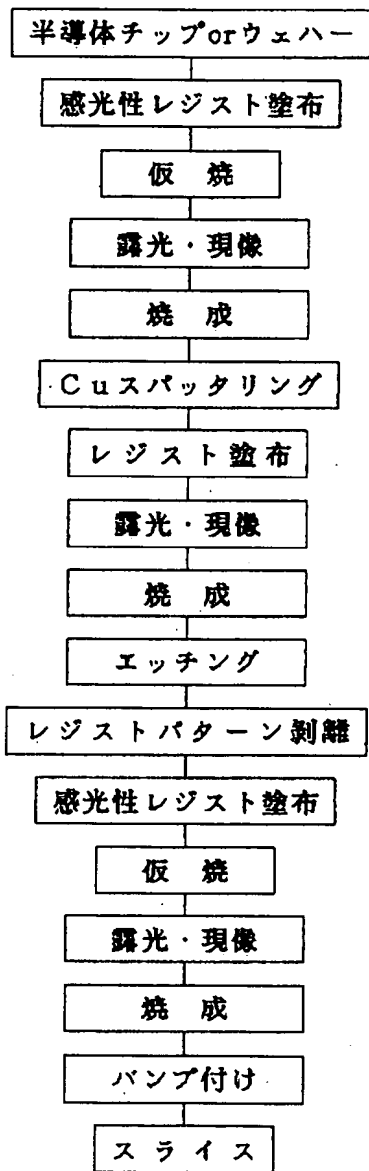 半導体チップorウェハー
感光性レジスト塗布
仮 焼
露光・現像
焼 成
Cuスパッタリング
レジスト塗布
露光・現像
焼 成
エッチング
レジストパターン剝離
感光性レジスト塗布
仮 焼
露光・現像
焼 成
バンプ付け
スライス